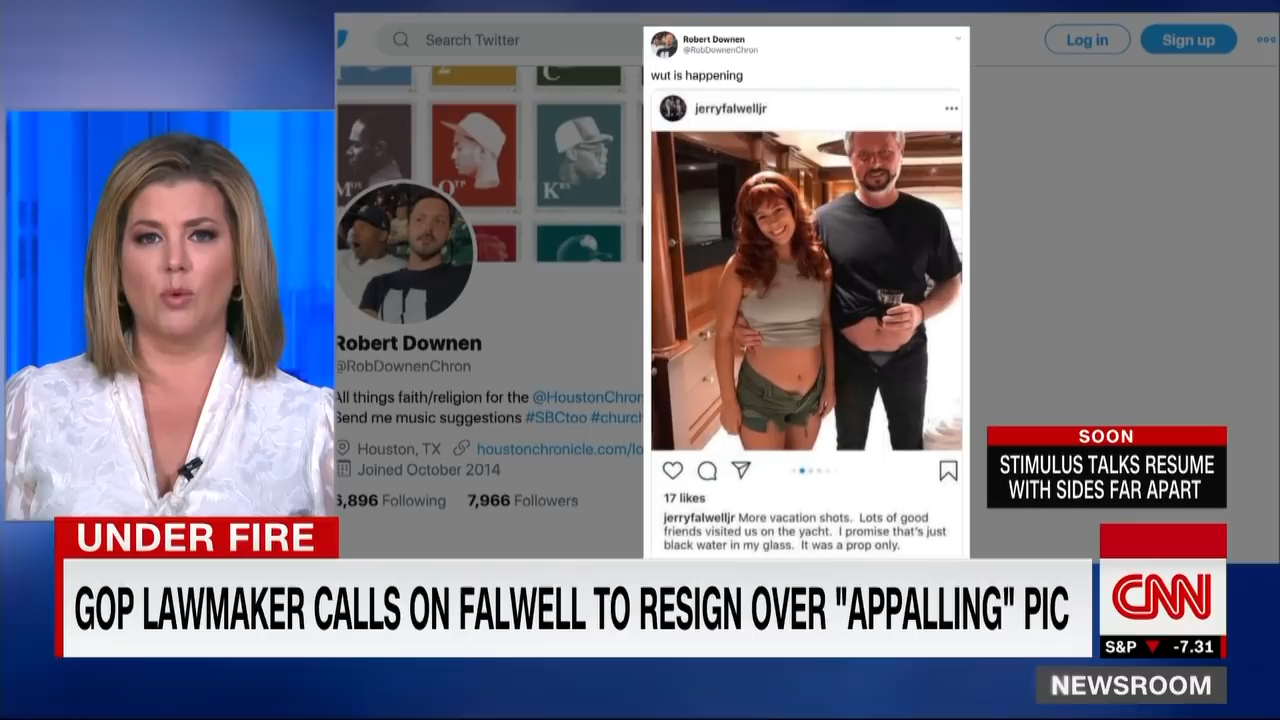 Search Twitter
Log in
Sign up
Robert Downen
@RobDownenChron
wut is happening
jerryfalwelljr
Robert Downen
@RobDownenChron
All things faith/religion for the @HoustonChron
Send me music suggestions #SBCtoo #church
Houston, TX
houstonchronicle.com/lo
Joined October 2014
6,896 Following
7,966 Followers
17 likes
jerryfalwelljr More vacation shots. Lots of good
friends visited us on the yacht. I promise that's just
black water in my glass. It was a prop only.
SOON
STIMULUS TALKS RESUME
WITH SIDES FAR APART
UNDER FIRE
GOP LAWMAKER CALLS ON FALWELL TO RESIGN OVER "APPALLING" PIC
CNN
S&P -7.31
NEWSROOM